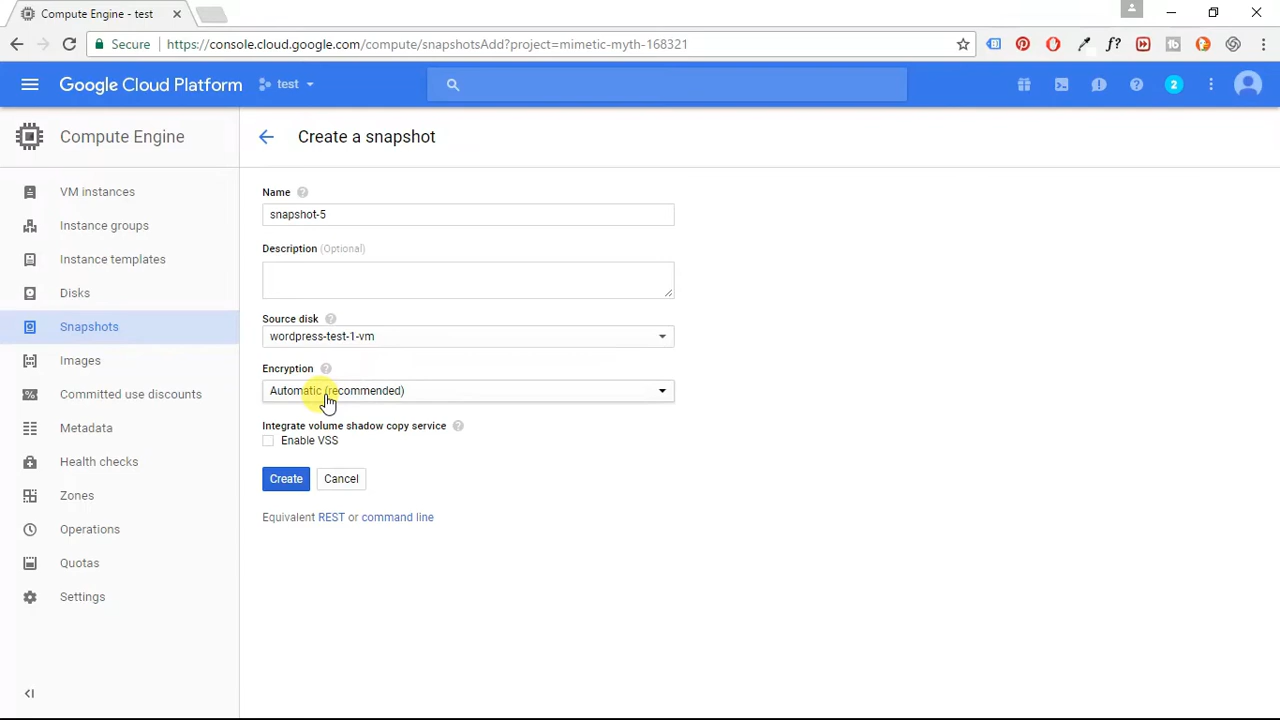 Compute Engine - test
Secure
https://console.cloud.google.com/compute/snapshotsAdd?project=mimetic-myth-168321
f?
Google Cloud Platform
test
2
Compute Engine
Create a snapshot
VM instances
Instance groups
Instance templates
Disks
Snapshots
Images
Committed use discounts
Metadata
Health checks
Zones
Operations
Quotas
Settings
Name
snapshot-5
Description (Optional)
Source disk
wordpress-test-1-vm
Encryption
Automatic (recommended)
Integrate volume shadow copy service
Enable VSS
Create Cancel
Equivalent REST or command line